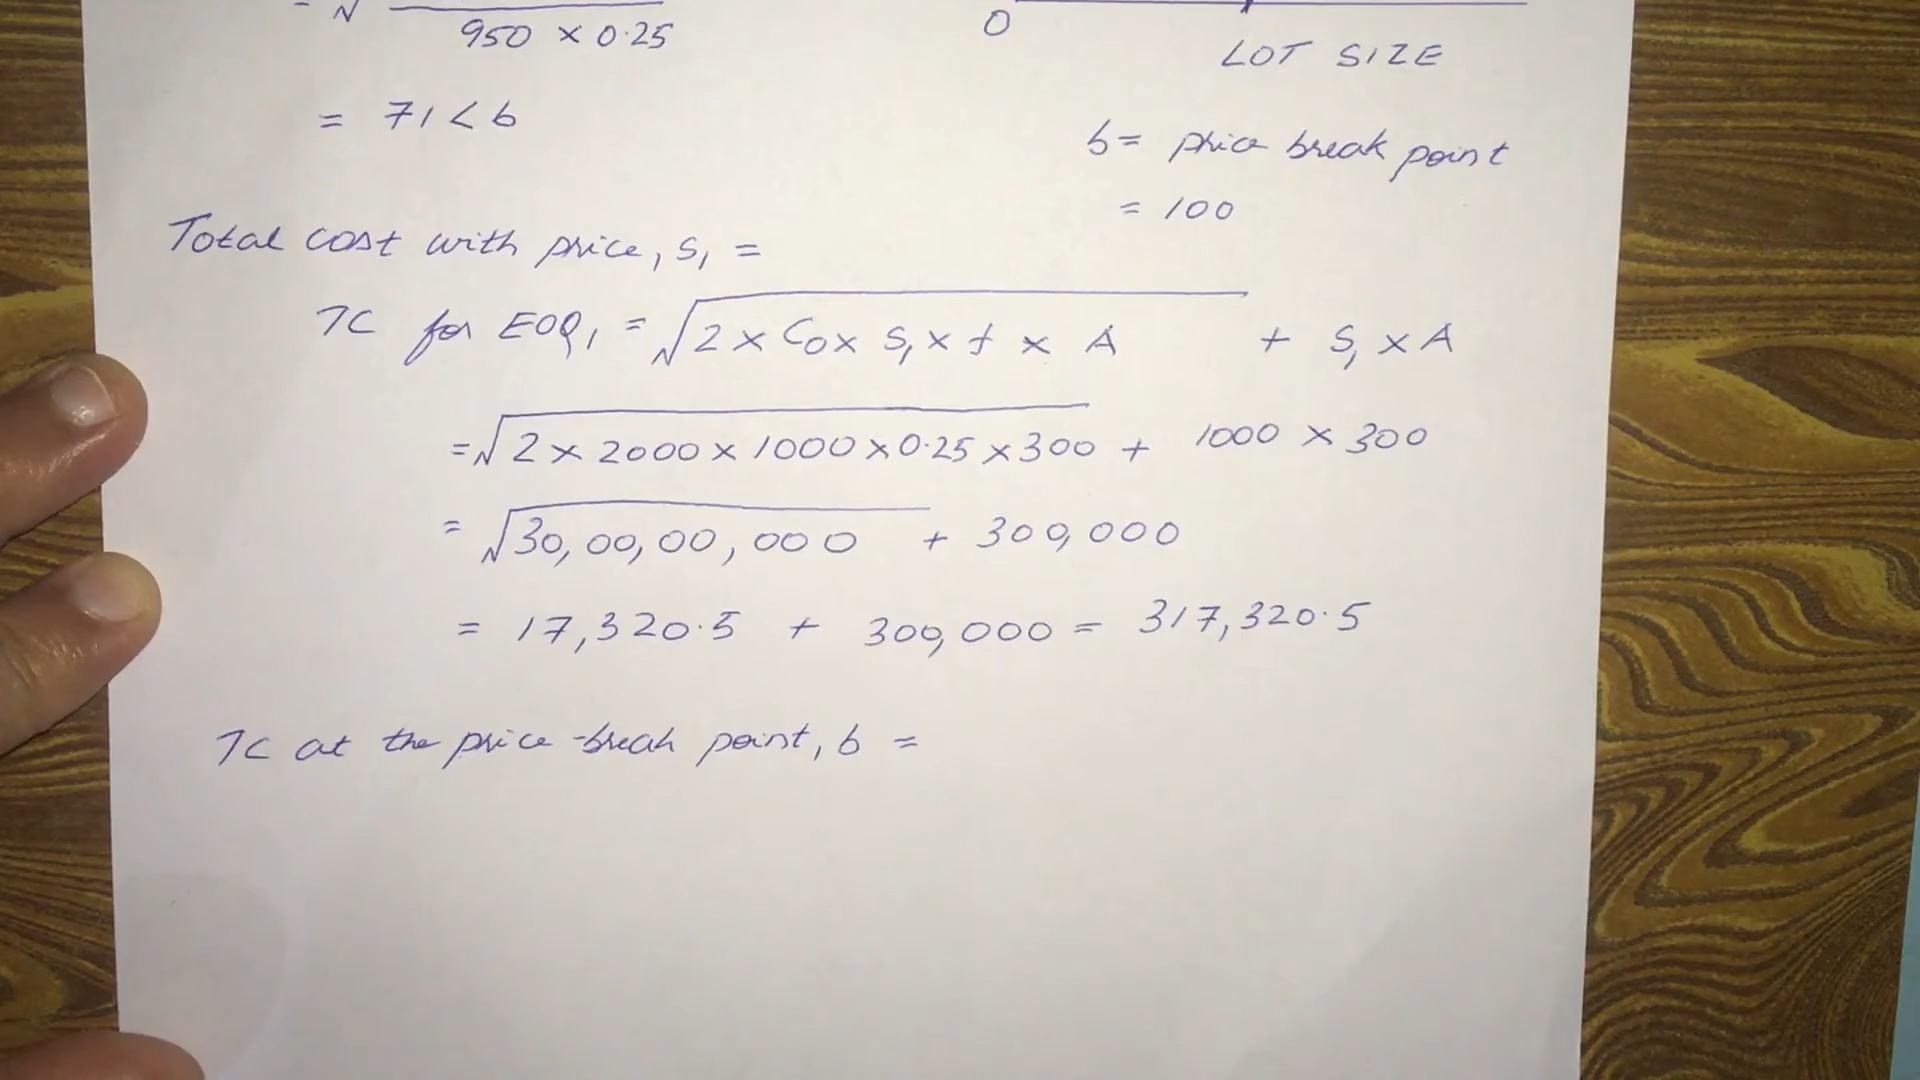 = √
950 × 0.25
= 71 < b
0
LOT SIZE
b = price break point
= 100
Total cost with price, S₁ =
TC for EOQ₁ = √2 × Co × S₁ × f × A + S₁ × A
= √2 × 2000 × 1000 × 0.25 × 300 + 1000 × 300
= √30,00,00,000 + 300,000
= 17,320.5 + 300,000 = 317,320.5
TC at the price-break point, b =